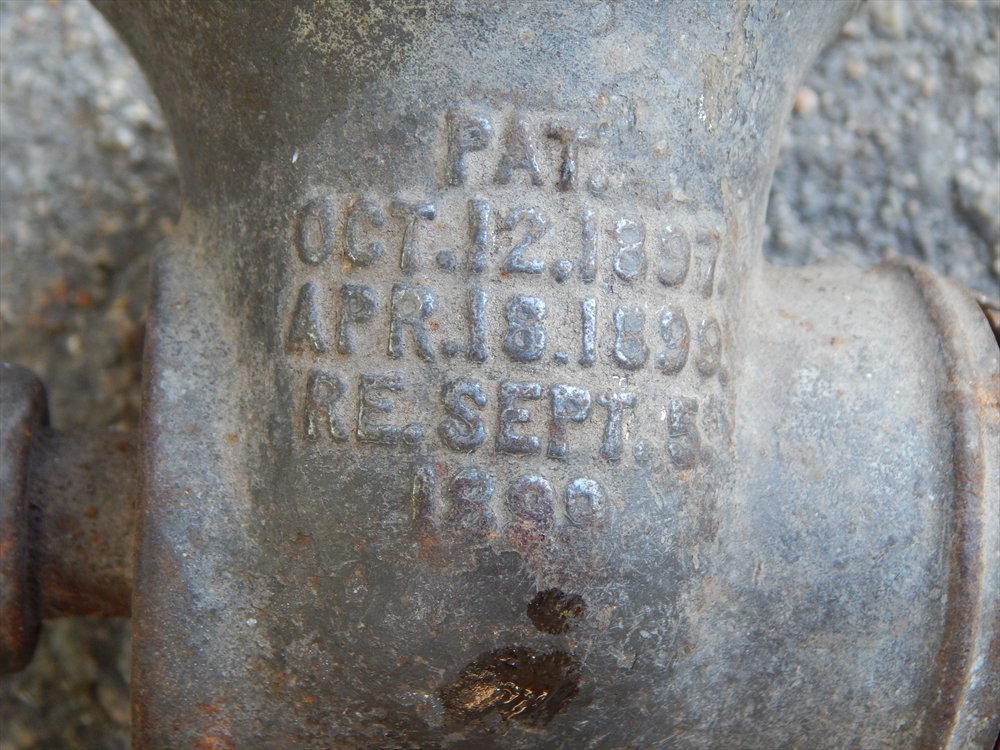 PAT.
OCT.12.1897
APR.18.1899.
RE. SEPT. 5.
1899